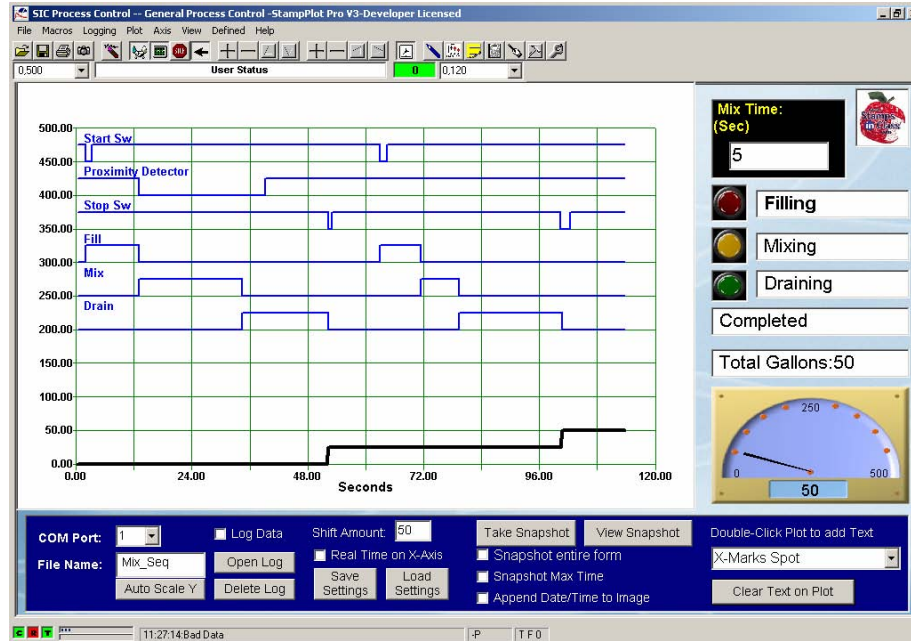 SIC Process Control -- General Process Control -StampPlot Pro V3-Developer Licensed
File Macros Logging Plot Axis View Defined Help
0,500 User Status 0 0,120
500.00
Start Sw
450.00
Proximity Detector
400.00
Stop Sw
350.00
Fill
300.00
Mix
250.00
Drain
200.00
150.00
100.00
50.00
0.00
0.00 24.00 48.00 72.00 96.00 120.00
Seconds
Mix Time:
(Sec)
5
Stamps
in Class
Filling
Mixing
Draining
Completed
Total Gallons:50
250
0 500
50
COM Port: 1
Log Data
Shift Amount: 50
Take Snapshot View Snapshot
Double-Click Plot to add Text
File Name: Mix_Seq
Open Log
Real Time on X-Axis
Snapshot entire form
X-Marks Spot
Auto Scale Y Delete Log
Save Settings
Load Settings
Snapshot Max Time
Append Date/Time to Image
Clear Text on Plot
C R T 11:27:14:Bad Data -P T F 0